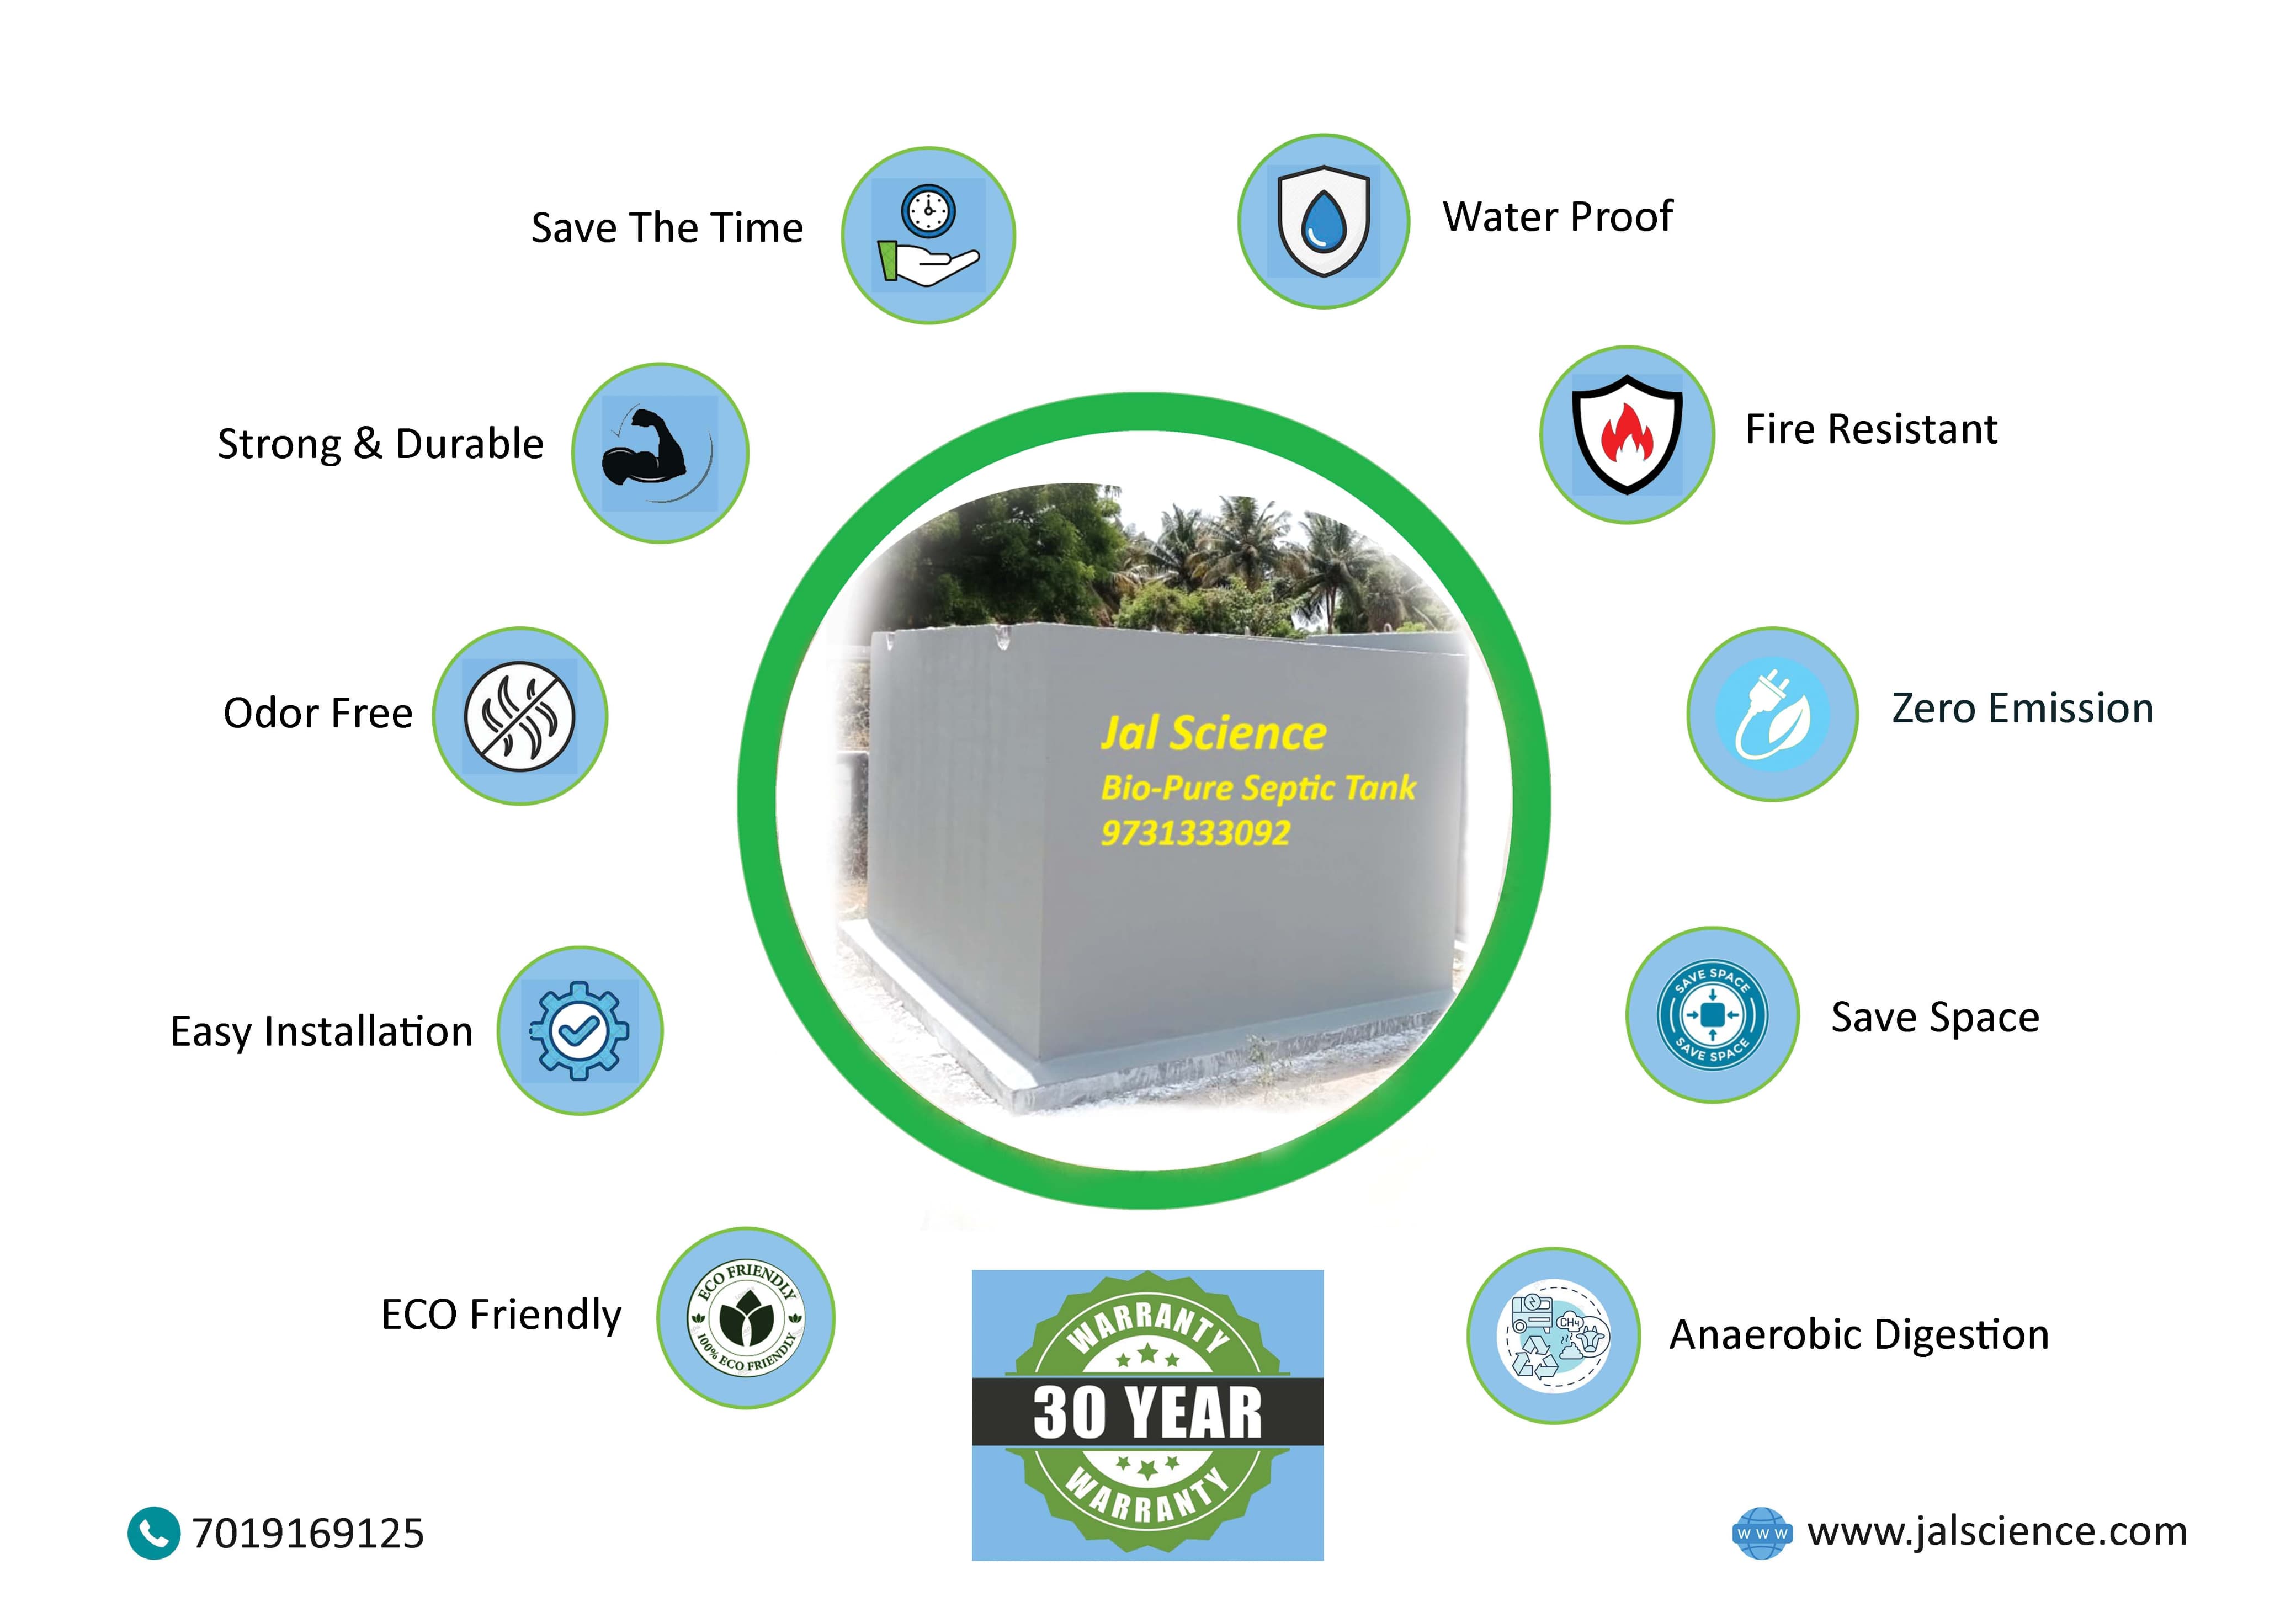 Save The Time
Water Proof
Strong & Durable
Fire Resistant
Odor Free
Zero Emission
Jal Science
Bio-Pure Septic Tank
9731333092
Easy Installation
SAVE SPACE
SAVE SPACE
Save Space
ECO Friendly
ECO FRIENDLY
100% ECO FRIENDLY
WARRANTY
30 YEAR
WARRANTY
CH4
Anaerobic Digestion
7019169125
WWW
www.jalscience.com